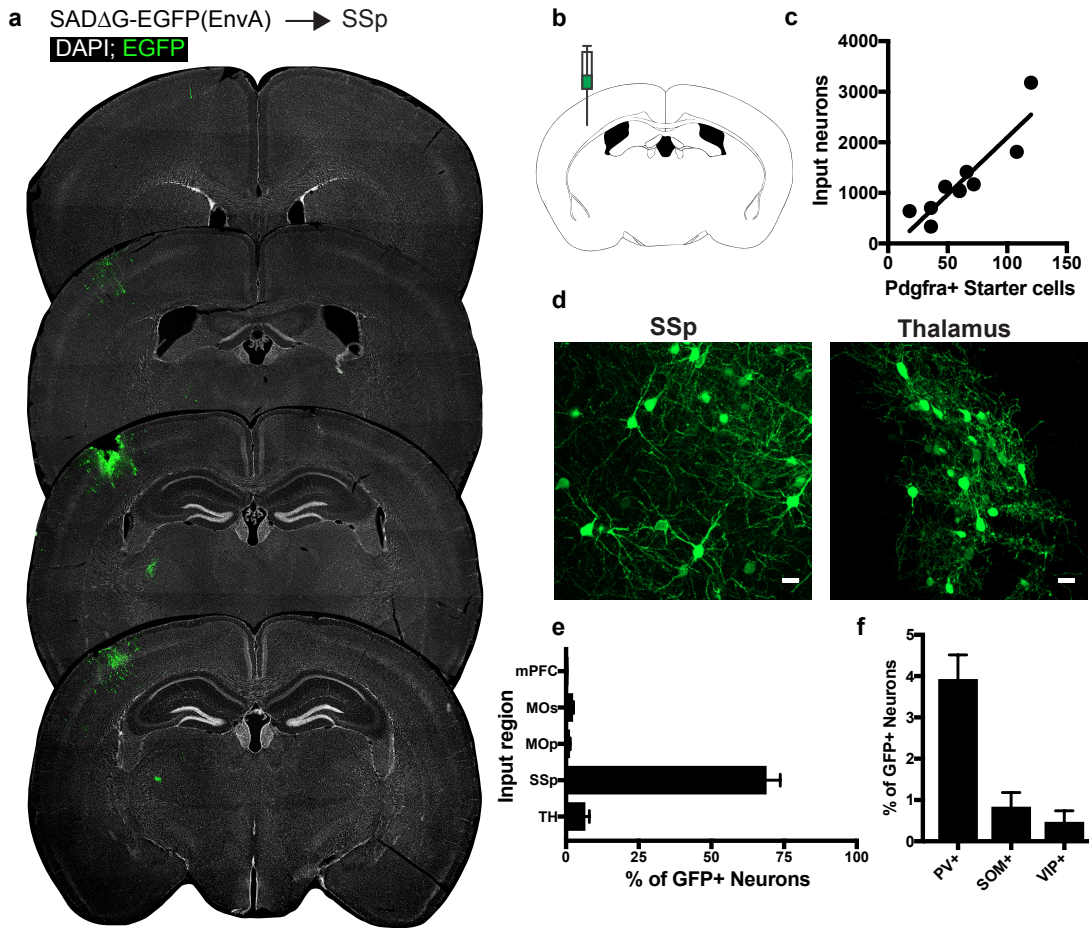 a
SADΔG-EGFP(EnvA) → SSp
DAPI; EGFP
b
c
4000
3000
2000
1000
0
Input neurons
0 50 100 150
Pdgfra+ Starter cells
d
SSp
Thalamus
e
Input region
mPFC
MOs
MOp
SSp
TH
0 25 50 75 100
% of GFP+ Neurons
f
% of GFP+ Neurons
5
4
3
2
1
0
PV+ SOM+ VIP+